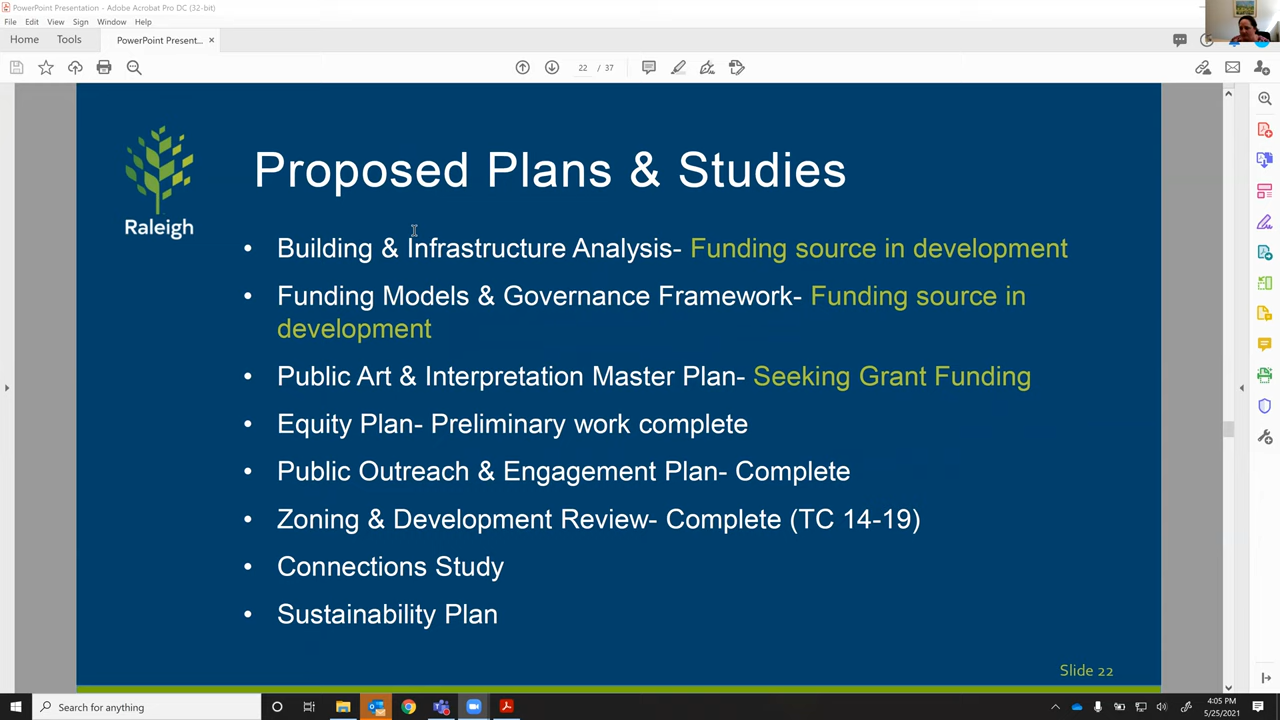 PowerPoint Presentation - Adobe Acrobat Pro DC (32-bit)
File Edit View Sign Window Help
Home Tools PowerPoint Present... ×
22 / 37
Raleigh
Proposed Plans & Studies
• Building & Infrastructure Analysis- Funding source in development
• Funding Models & Governance Framework- Funding source in
development
• Public Art & Interpretation Master Plan- Seeking Grant Funding
• Equity Plan- Preliminary work complete
• Public Outreach & Engagement Plan- Complete
• Zoning & Development Review- Complete (TC 14-19)
• Connections Study
• Sustainability Plan
Slide 22
Search for anything
4:05 PM
5/25/2021